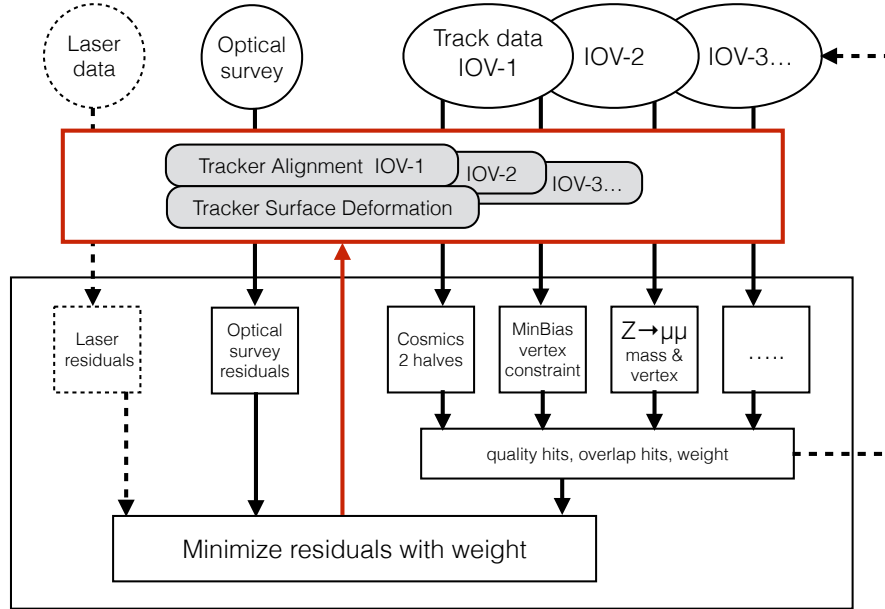 Laser
data
Optical
survey
Track data
IOV-1
IOV-2
IOV-3...
Tracker Alignment IOV-1
IOV-2
IOV-3...
Tracker Surface Deformation
Laser
residuals
Optical
survey
residuals
Cosmics
2 halves
MinBias
vertex
constraint
Z→μμ
mass &
vertex
.....
quality hits, overlap hits, weight
Minimize residuals with weight